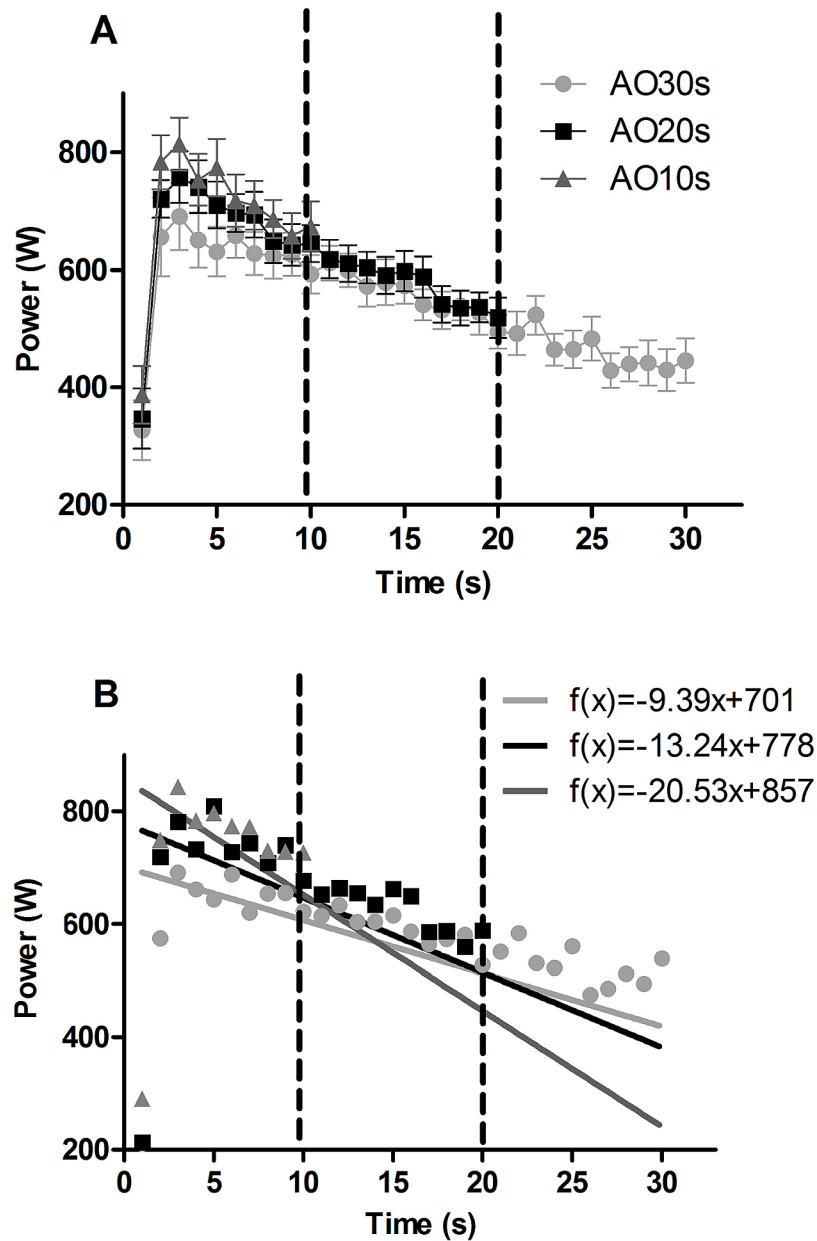 A
AO30s
AO20s
AO10s
800
600
400
200
Power (W)
0 5 10 15 20 25 30
Time (s)
B
f(x)=-9.39x+701
f(x)=-13.24x+778
f(x)=-20.53x+857
800
600
400
200
Power (W)
0 5 10 15 20 25 30
Time (s)